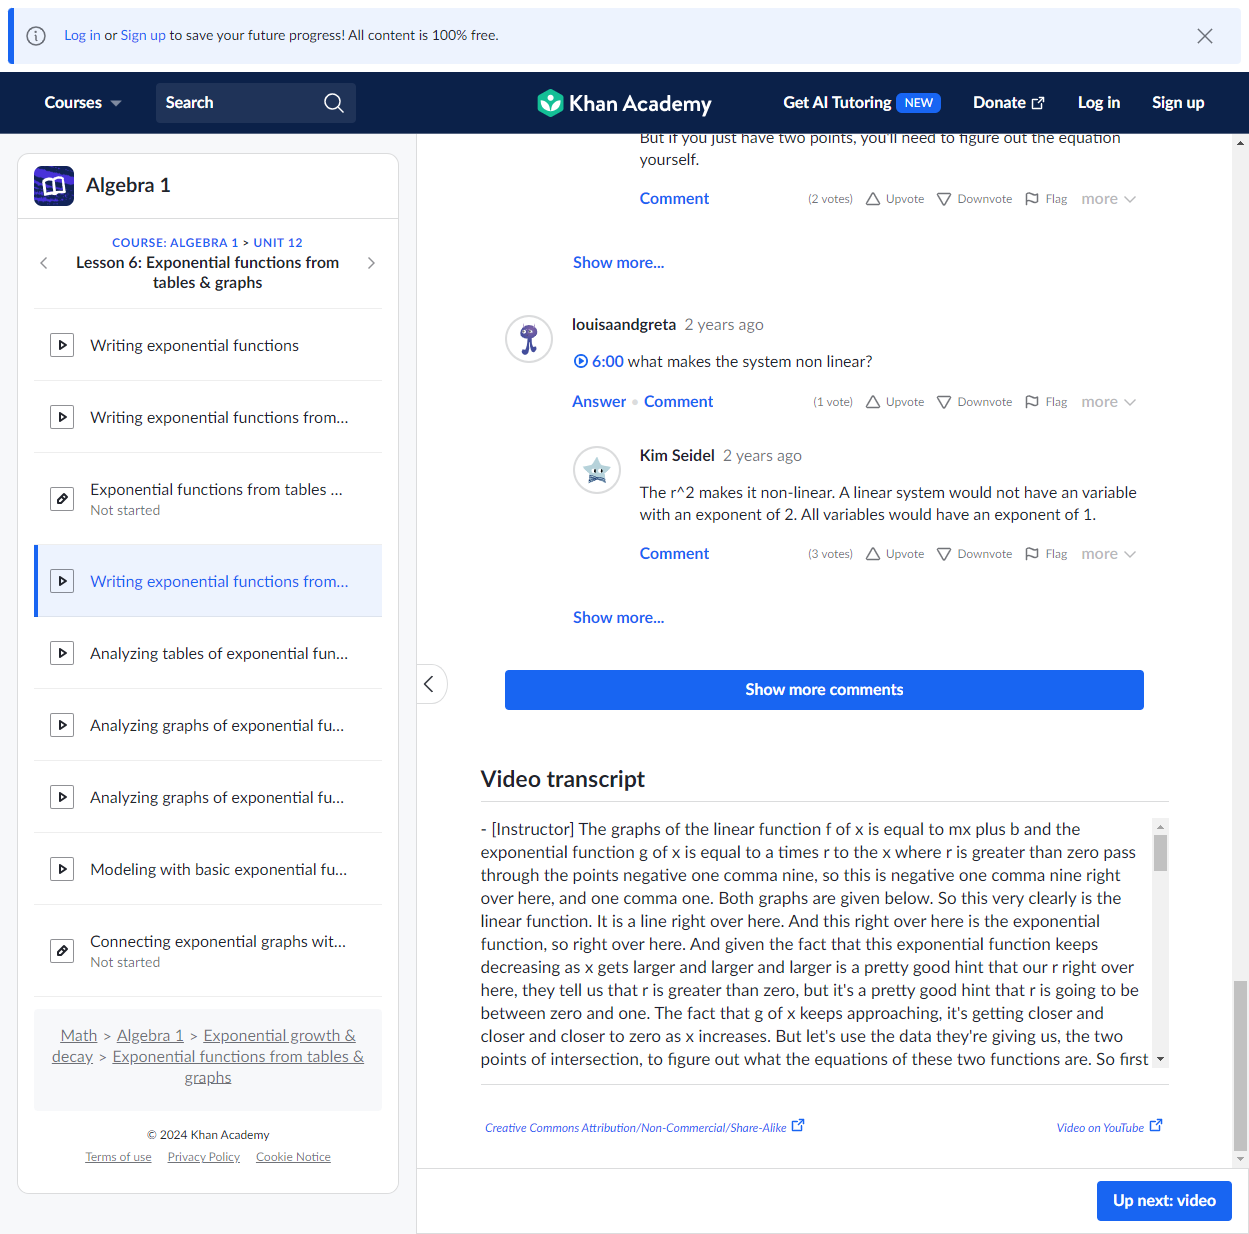 Log in or Sign up to save your future progress! All content is 100% free.
Courses
Search
Khan Academy
Get AI Tutoring NEW
Donate
Log in
Sign up
Algebra 1
COURSE: ALGEBRA 1 > UNIT 12
Lesson 6: Exponential functions from
tables & graphs
Writing exponential functions
Writing exponential functions from...
Exponential functions from tables ...
Not started
Writing exponential functions from...
Analyzing tables of exponential fun...
Analyzing graphs of exponential fu...
Analyzing graphs of exponential fu...
Modeling with basic exponential fu...
Connecting exponential graphs wit...
Not started
Math > Algebra 1 > Exponential growth &
decay > Exponential functions from tables &
graphs
© 2024 Khan Academy
Terms of use Privacy Policy Cookie Notice
But if you just have two points, you'll need to figure out the equation
yourself.
Comment (2 votes) Upvote Downvote Flag more
Show more...
louisaandgreta 2 years ago
6:00 what makes the system non linear?
Answer • Comment (1 vote) Upvote Downvote Flag more
Kim Seidel 2 years ago
The r^2 makes it non-linear. A linear system would not have an variable
with an exponent of 2. All variables would have an exponent of 1.
Comment (3 votes) Upvote Downvote Flag more
Show more...
Show more comments
Video transcript
- [Instructor] The graphs of the linear function f of x is equal to mx plus b and the
exponential function g of x is equal to a times r to the x where r is greater than zero pass
through the points negative one comma nine, so this is negative one comma nine right
over here, and one comma one. Both graphs are given below. So this very clearly is the
linear function. It is a line right over here. And this right over here is the exponential
function, so right over here. And given the fact that this exponential function keeps
decreasing as x gets larger and larger and larger is a pretty good hint that our r right over
here, they tell us that r is greater than zero, but it's a pretty good hint that r is going to be
between zero and one. The fact that g of x keeps approaching, it's getting closer and
closer and closer to zero as x increases. But let's use the data they're giving us, the two
points of intersection, to figure out what the equations of these two functions are. So first
Creative Commons Attribution/Non-Commercial/Share-Alike
Video on YouTube
Up next: video